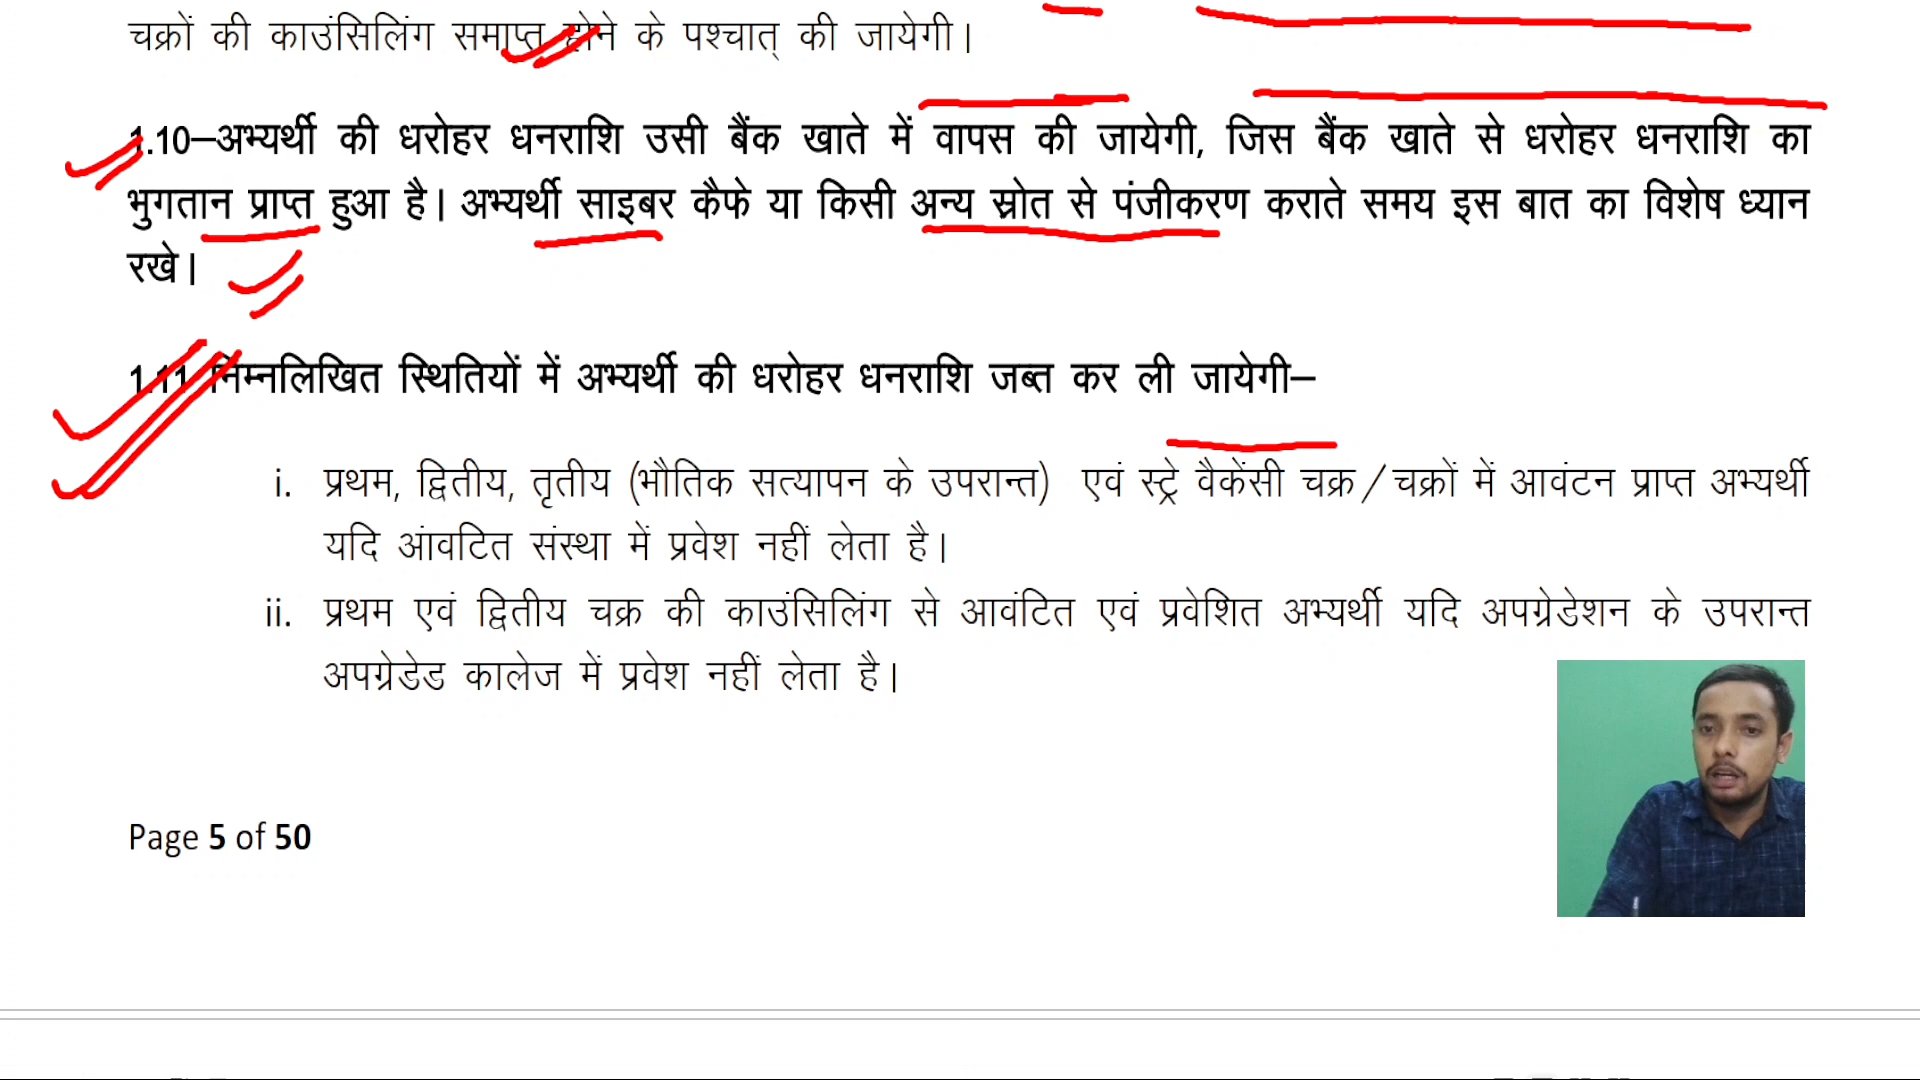 चक्रों की काउंसिलिंग समाप्त होने के पश्चात् की जायेगी।
1.10–अभ्यर्थी की धरोहर धनराशि उसी बैंक खाते में वापस की जायेगी, जिस बैंक खाते से धरोहर धनराशि का
भुगतान प्राप्त हुआ है। अभ्यर्थी साइबर कैफे या किसी अन्य स्रोत से पंजीकरण कराते समय इस बात का विशेष ध्यान
रखे।
1.11 निम्नलिखित स्थितियों में अभ्यर्थी की धरोहर धनराशि जब्त कर ली जायेगी–
i. प्रथम, द्वितीय, तृतीय (भौतिक सत्यापन के उपरान्त) एवं स्ट्रे वैकेंसी चक्र/चक्रों में आवंटन प्राप्त अभ्यर्थी
यदि आंवटित संस्था में प्रवेश नहीं लेता है।
ii. प्रथम एवं द्वितीय चक्र की काउंसिलिंग से आवंटित एवं प्रवेशित अभ्यर्थी यदि अपग्रेडेशन के उपरान्त
अपग्रेडेड कालेज में प्रवेश नहीं लेता है।
Page 5 of 50